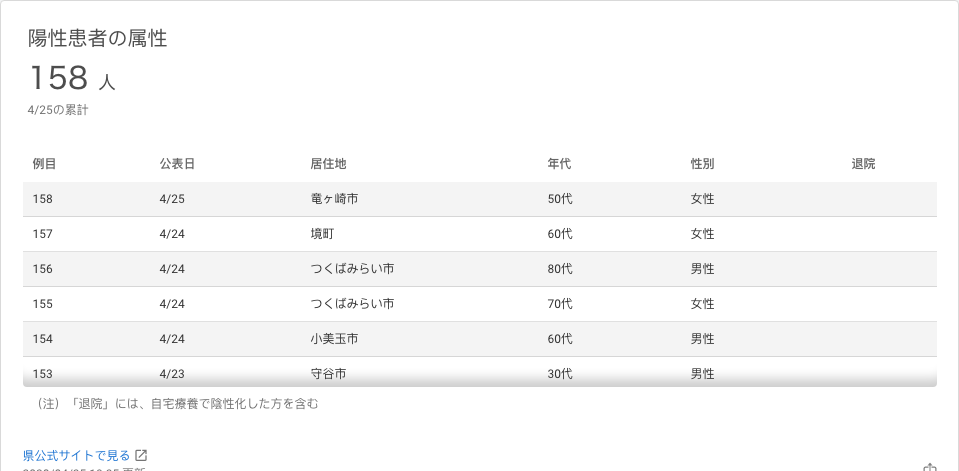 陽性患者の属性
158 人
4/25の累計
例目 公表日 居住地 年代 性別 退院
158 4/25 竜ヶ崎市 50代 女性
157 4/24 境町 60代 女性
156 4/24 つくばみらい市 80代 男性
155 4/24 つくばみらい市 70代 女性
154 4/24 小美玉市 60代 男性
153 4/23 守谷市 30代 男性
（注）「退院」には、自宅療養で陰性化した方を含む
県公式サイトで見る